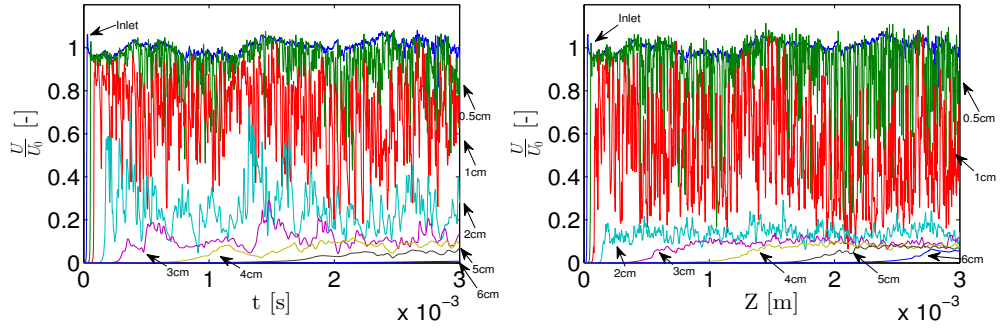 Inlet
1
0.8
0.6
0.4
0.2
0
U/U₀ [-]
0.5cm
1cm
2cm
3cm
4cm
5cm
6cm
0 1 2 3
t [s]
x 10⁻³
Inlet
1
0.8
0.6
0.4
0.2
0
U/U₀ [-]
0.5cm
1cm
2cm
3cm
4cm
5cm
6cm
0 1 2 3
Z [m]
x 10⁻³